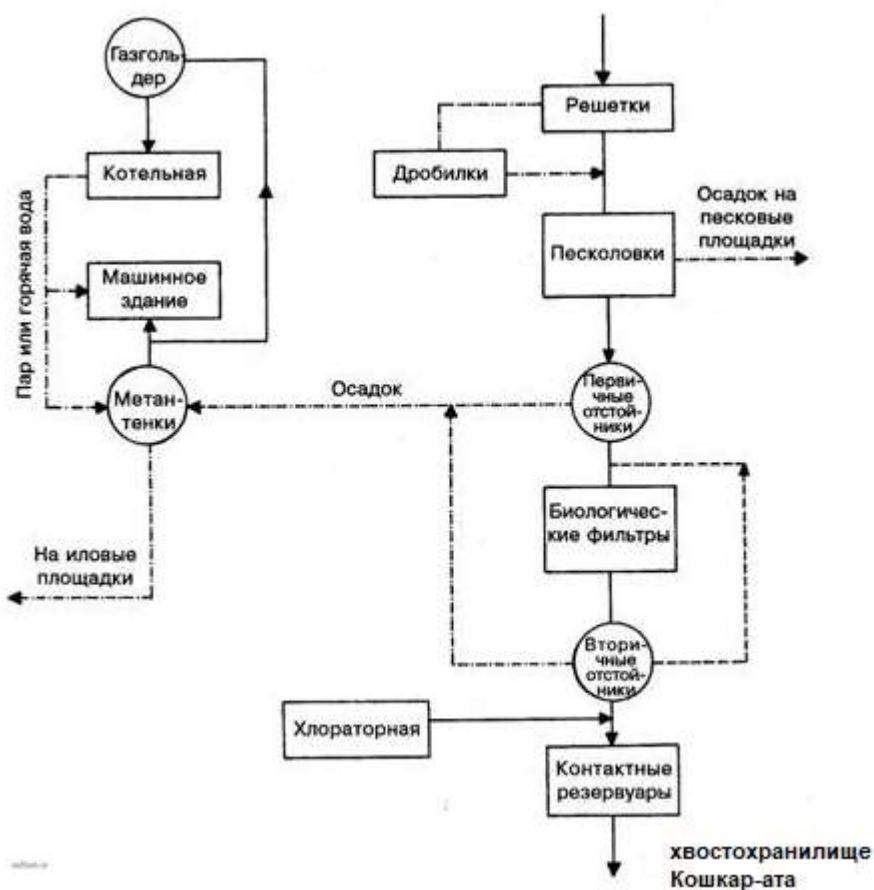 Газголь-
дер
Решетки
Котельная
Дробилки
Осадок на
песковые
площадки
Песколовки
Машинное
здание
Пар или горячая вода
Метан-
тенки
Осадок
Перви-
чные
отстой-
ники
Биологичес-
кие фильтры
На иловые
площадки
Втори-
чные
отстой-
ники
Хлораторная
Контактные
резервуары
хвостохранилище
Кошкар-ата